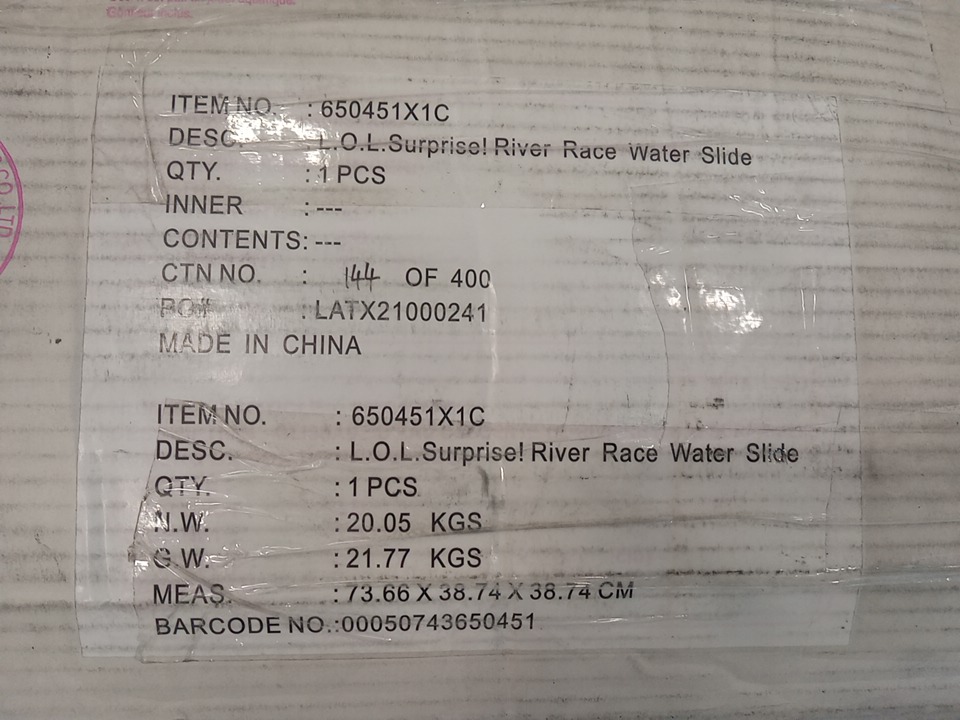 ITEM NO. : 650451X1C
DESC. : L.O.L.Surprise! River Race Water Slide
QTY. : 1 PCS
INNER : ---
CONTENTS: ---
CTN NO. : 144 OF 400
PO# : LATX21000241
MADE IN CHINA
ITEM NO. : 650451X1C
DESC. : L.O.L.Surprise! River Race Water Slide
QTY. : 1 PCS
N.W. : 20.05 KGS
G.W. : 21.77 KGS
MEAS. : 73.66 X 38.74 X 38.74 CM
BARCODE NO.:00050743650451
CO.LTD